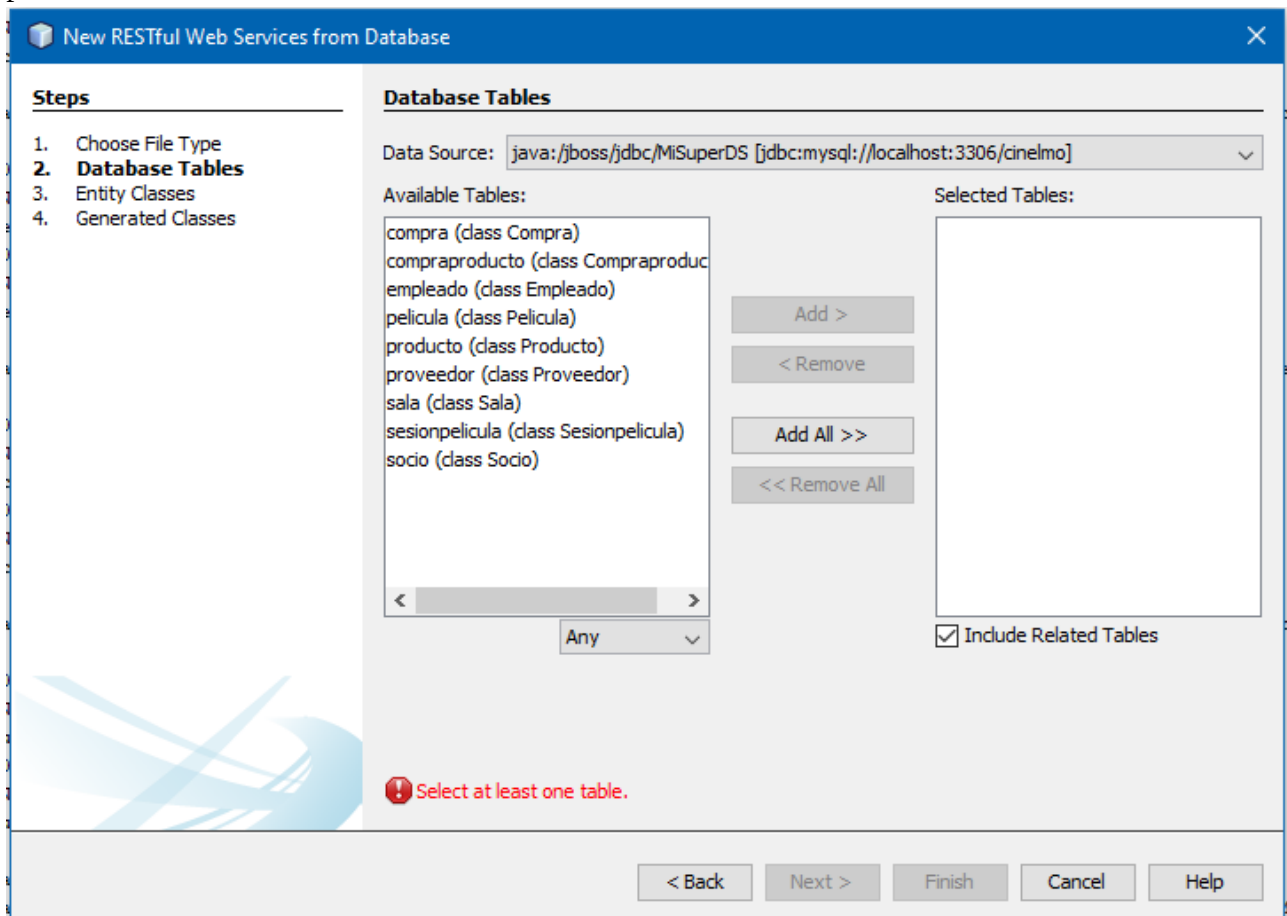 New RESTful Web Services from Database
Steps
1. Choose File Type
2. Database Tables
3. Entity Classes
4. Generated Classes
Database Tables
Data Source: java:/jboss/jdbc/MiSuperDS [jdbc:mysql://localhost:3306/cinelmo]
Available Tables:
compra (class Compra)
compraproducto (class Compraproduc
empleado (class Empleado)
pelicula (class Pelicula)
producto (class Producto)
proveedor (class Proveedor)
sala (class Sala)
sesionpelicula (class Sesionpelicula)
socio (class Socio)
Any
Add >
< Remove
Add All >>
<< Remove All
Selected Tables:
Include Related Tables
Select at least one table.
< Back Next > Finish Cancel Help